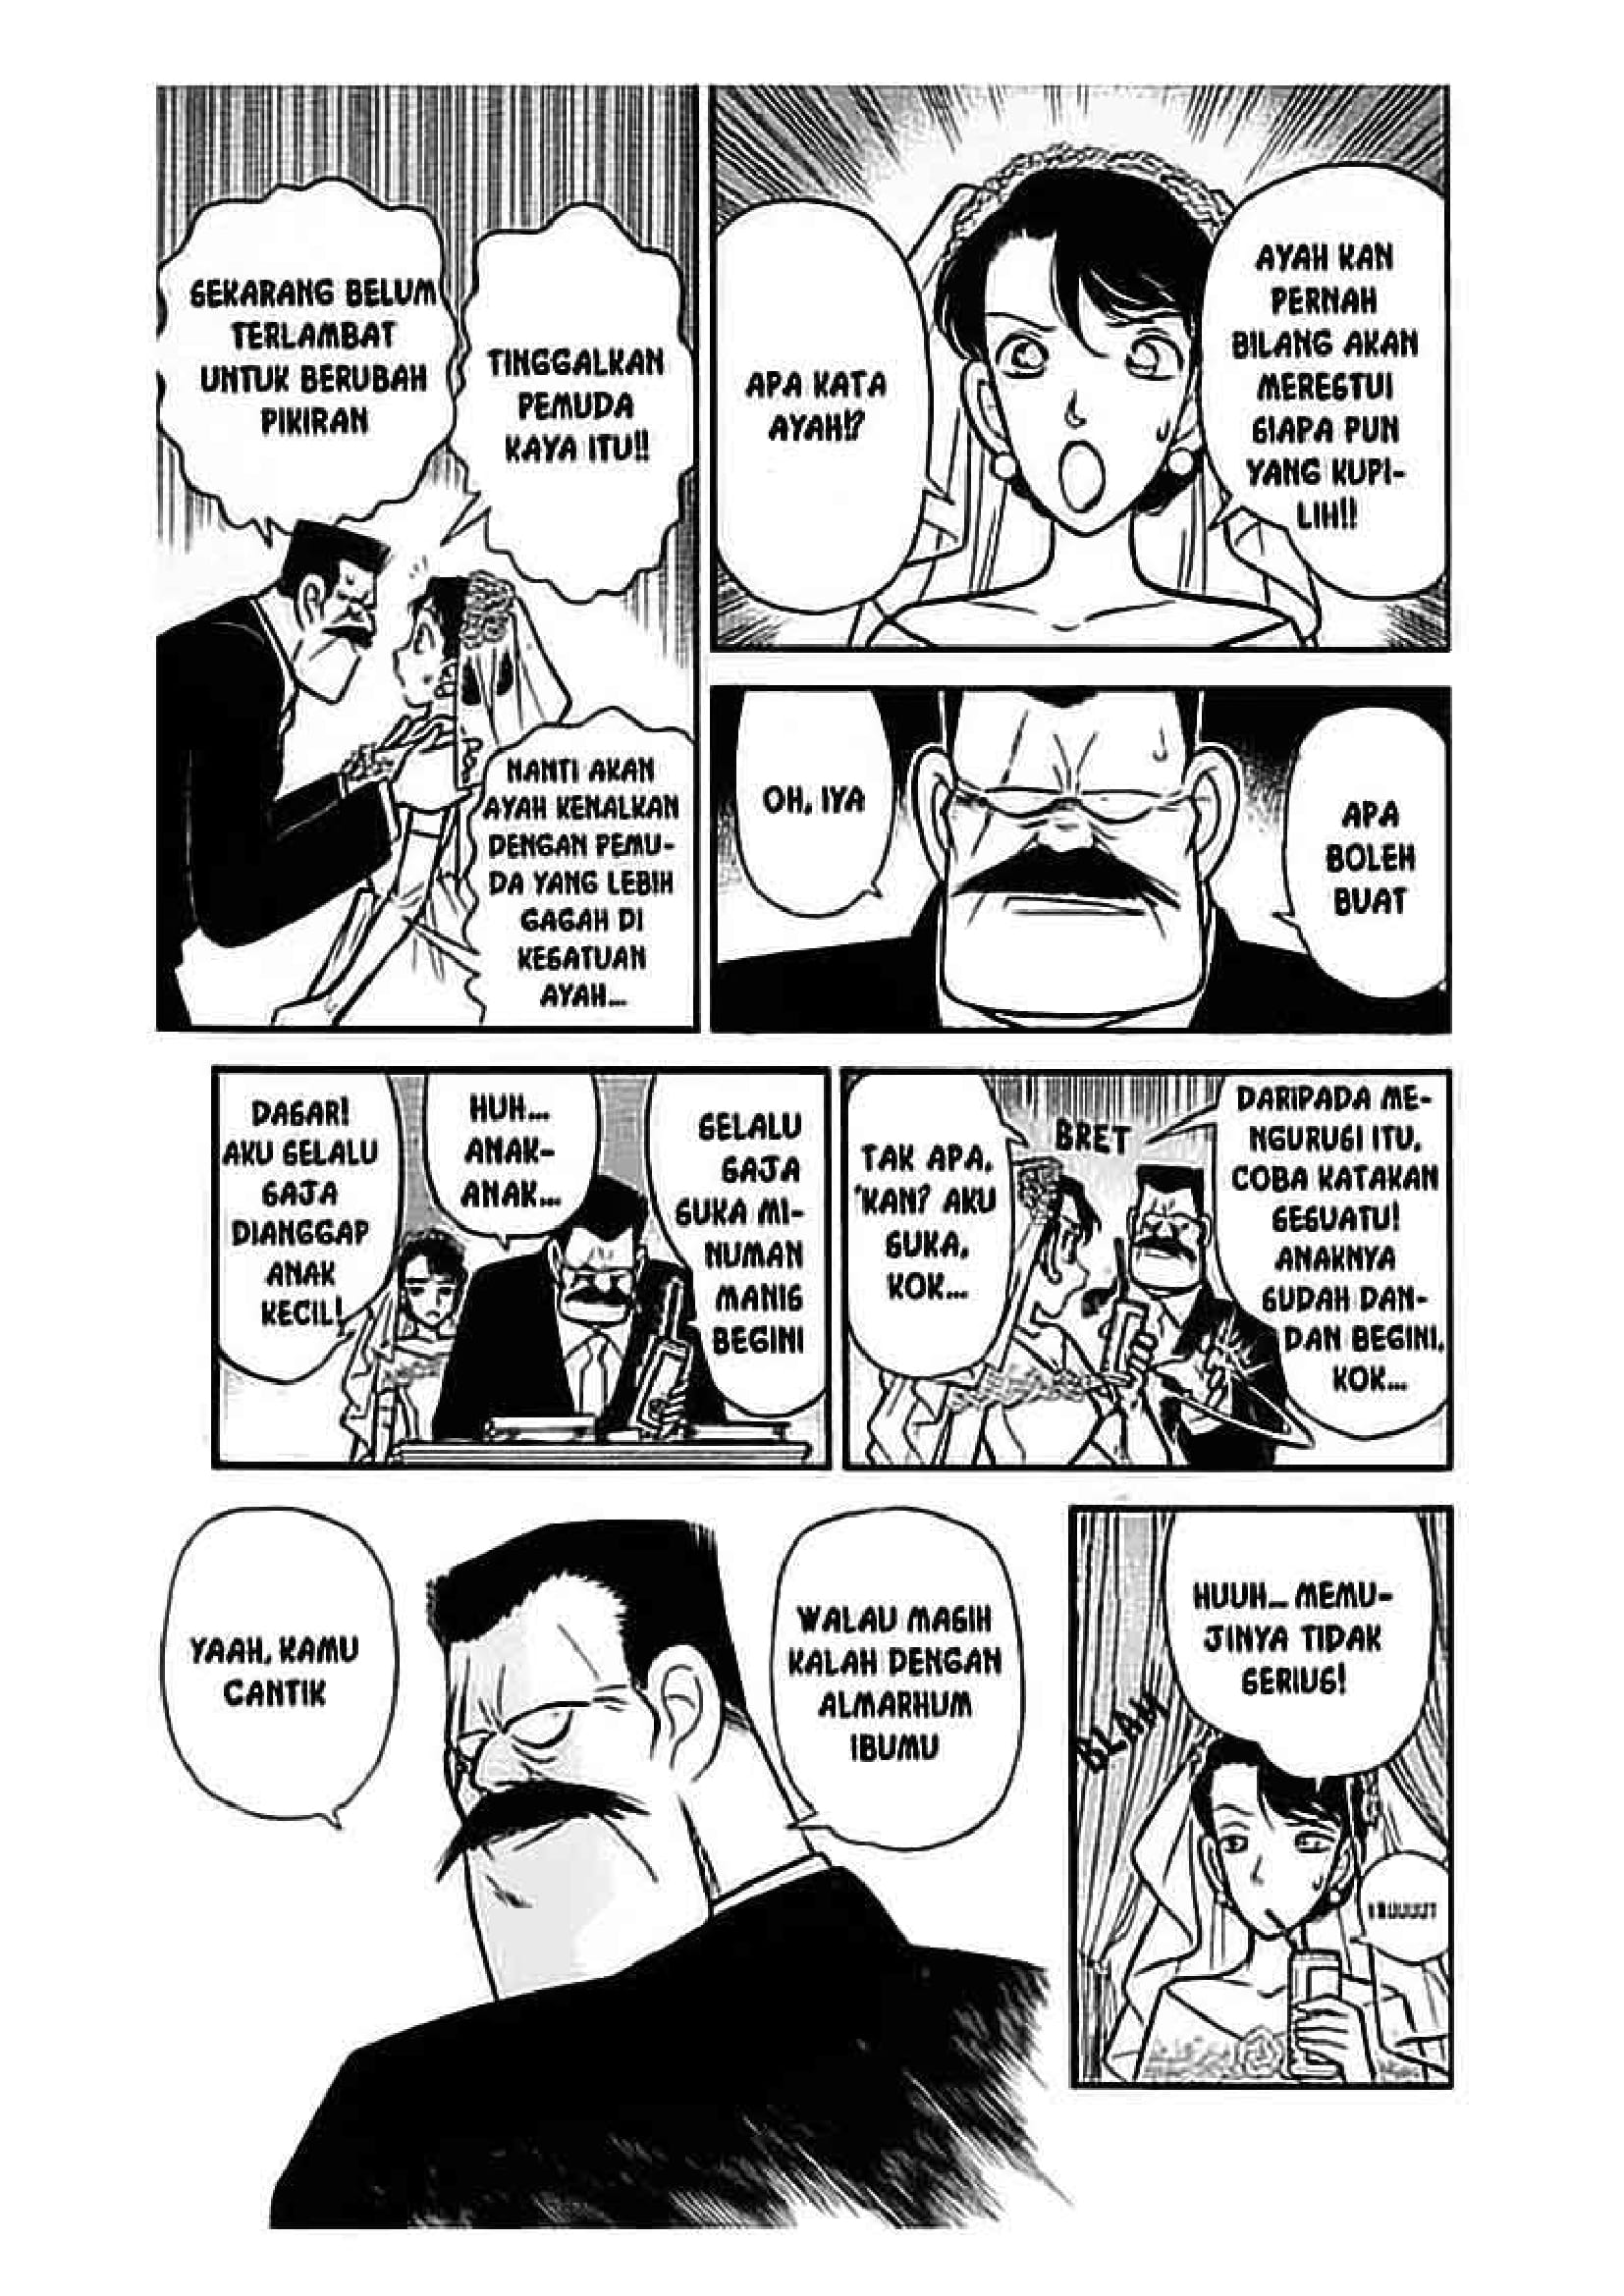 SEKARANG BELUM
TERLAMBAT
UNTUK BERUBAH
PIKIRAN
TINGGALKAN
PEMUDA
KAYA ITU!!
NANTI AKAN
AYAH KENALKAN
DENGAN PEMU-
DA YANG LEBIH
GAGAH DI
KESATUAN
AYAH...
APA KATA
AYAH!?
AYAH KAN
PERNAH
BILANG AKAN
MERESTUI
SIAPA PUN
YANG KUPI-
LIH!!
OH, IYA
APA
BOLEH
BUAT
DASAR!
AKU SELALU
SAJA
DIANGGAP
ANAK
KECIL!
HUH...
ANAK-
ANAK...
SELALU
SAJA
SUKA MI-
NUMAN
MANIS
BEGINI
TAK APA,
'KAN? AKU
SUKA,
KOK...
BRET
DARIPADA ME-
NGURUSI ITU,
COBA KATAKAN
SESUATU!
ANAKNYA
SUDAH DAN-
DAN BEGINI,
KOK...
YAAH, KAMU
CANTIK
WALAU MASIH
KALAH DENGAN
ALMARHUM
IBUMU
HUUH... MEMU-
JINYA TIDAK
SERIUS!
BLAM